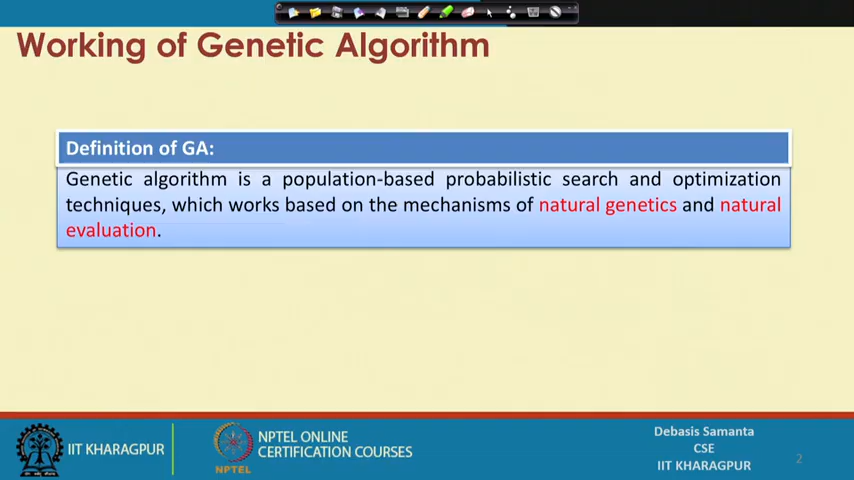 Working of Genetic Algorithm
Definition of GA:
Genetic algorithm is a population-based probabilistic search and optimization
techniques, which works based on the mechanisms of natural genetics and natural
evaluation.
IIT KHARAGPUR
NPTEL
NPTEL ONLINE
CERTIFICATION COURSES
Debasis Samanta
CSE
IIT KHARAGPUR
2